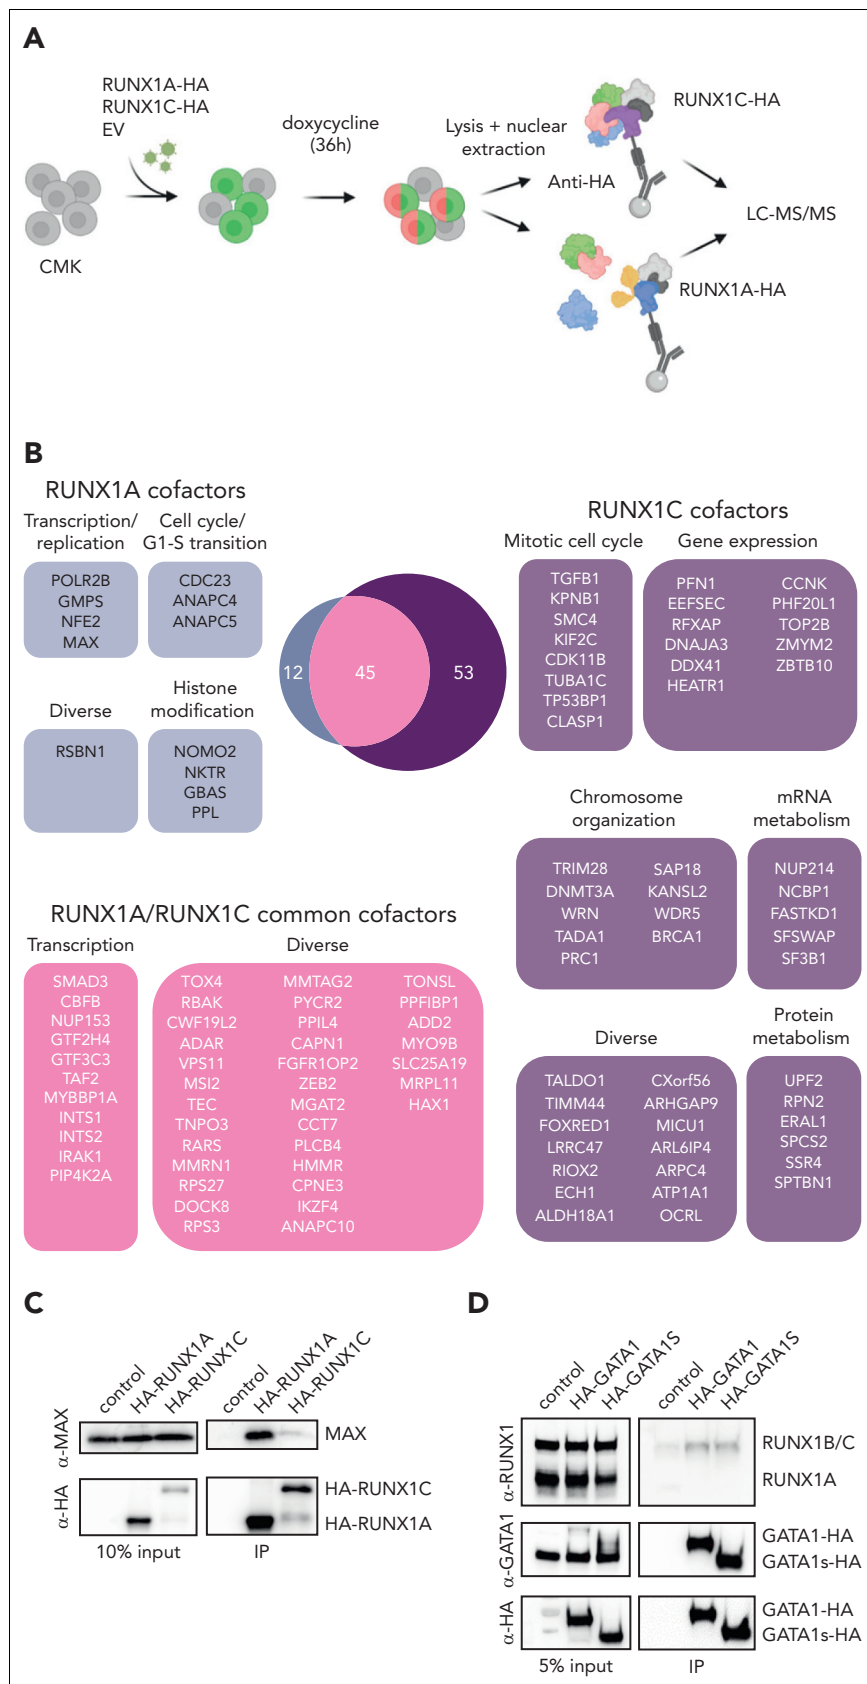 A
RUNX1A-HA
RUNX1C-HA
EV
CMK
doxycycline
(36h)
Lysis + nuclear
extraction
Anti-HA
RUNX1C-HA
LC-MS/MS
RUNX1A-HA
B
RUNX1A cofactors
Transcription/
replication
POLR2B
GMPS
NFE2
MAX
Cell cycle/
G1-S transition
CDC23
ANAPC4
ANAPC5
Diverse
RSBN1
Histone
modification
NOMO2
NKTR
GBAS
PPL
12
45
53
RUNX1C cofactors
Mitotic cell cycle
TGFB1
KPNB1
SMC4
KIF2C
CDK11B
TUBA1C
TP53BP1
CLASP1
Gene expression
PFN1
EEFSEC
RFXAP
DNAJA3
DDX41
HEATR1
CCNK
PHF20L1
TOP2B
ZMYM2
ZBTB10
Chromosome
organization
TRIM28
DNMT3A
WRN
TADA1
PRC1
SAP18
KANSL2
WDR5
BRCA1
mRNA
metabolism
NUP214
NCBP1
FASTKD1
SFSWAP
SF3B1
Diverse
TALDO1
TIMM44
FOXRED1
LRRC47
RIOX2
ECH1
ALDH18A1
CXorf56
ARHGAP9
MICU1
ARL6IP4
ARPC4
ATP1A1
OCRL
Protein
metabolism
UPF2
RPN2
ERAL1
SPCS2
SSR4
SPTBN1
RUNX1A/RUNX1C common cofactors
Transcription
SMAD3
CBFB
NUP153
GTF2H4
GTF3C3
TAF2
MYBBP1A
INTS1
INTS2
IRAK1
PIP4K2A
Diverse
TOX4
RBAK
CWF19L2
ADAR
VPS11
MSI2
TEC
TNPO3
RARS
MMRN1
RPS27
DOCK8
RPS3
MMTAG2
PYCR2
PPIL4
CAPN1
FGFR1OP2
ZEB2
MGAT2
CCT7
PLCB4
HMMR
CPNE3
IKZF4
ANAPC10
TONSL
PPFIBP1
ADD2
MYO9B
SLC25A19
MRPL11
HAX1
C
control
HA-RUNX1A
HA-RUNX1C
control
HA-RUNX1A
HA-RUNX1C
α-MAX
MAX
α-HA
HA-RUNX1C
HA-RUNX1A
10% input
IP
D
control
HA-GATA1
HA-GATA1S
control
HA-GATA1
HA-GATA1S
α-RUNX1
RUNX1B/C
RUNX1A
α-GATA1
GATA1-HA
GATA1s-HA
α-HA
GATA1-HA
GATA1s-HA
5% input
IP